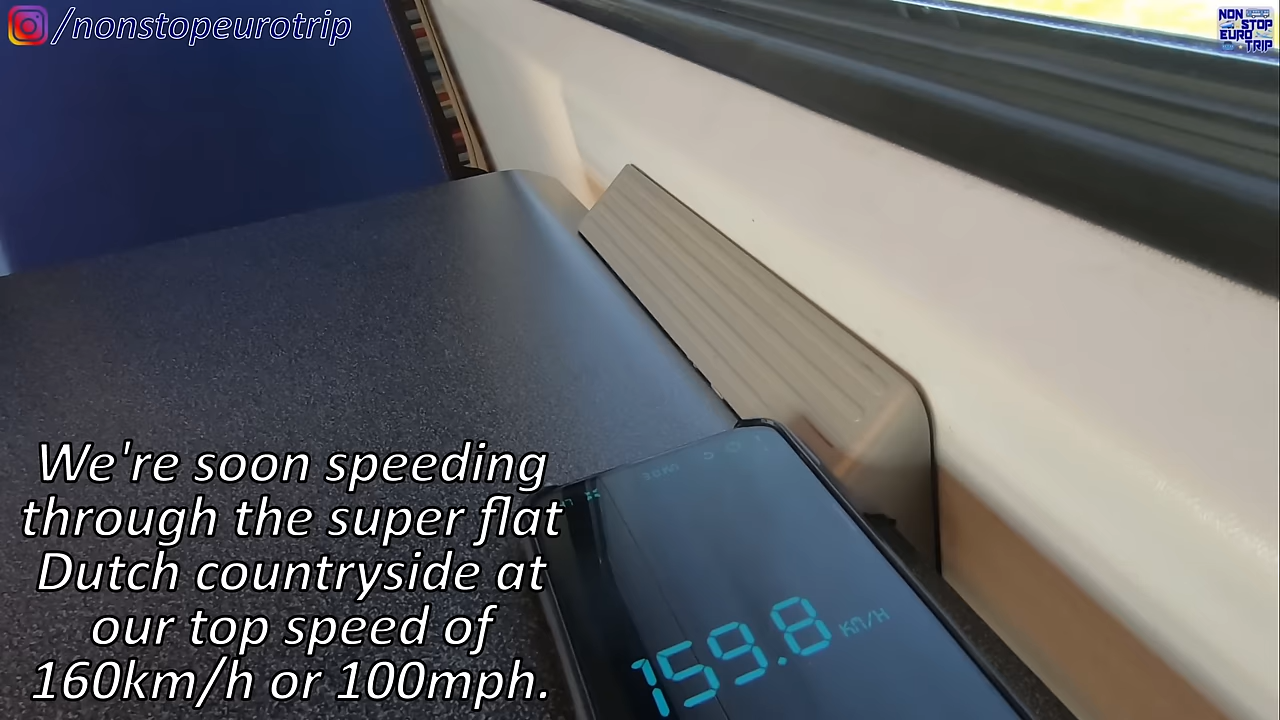 /nonstopeurotrip
NON
STOP
EURO
TRIP
We're soon speeding
through the super flat
Dutch countryside at
our top speed of
160km/h or 100mph.
159.8 KM/H